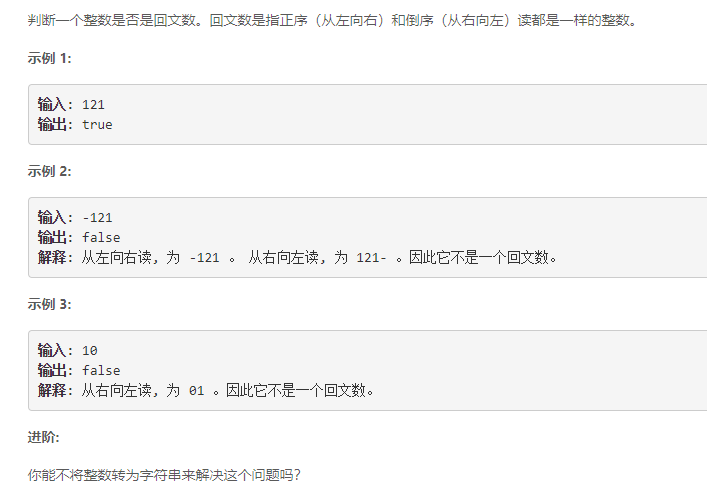 判断一个整数是否是回文数。回文数是指正序（从左向右）和倒序（从右向左）读都是一样的整数。
示例 1:
输入: 121
输出: true
示例 2:
输入: -121
输出: false
解释: 从左向右读, 为 -121 。 从右向左读, 为 121- 。因此它不是一个回文数。
示例 3:
输入: 10
输出: false
解释: 从右向左读, 为 01 。因此它不是一个回文数。
进阶:
你能不将整数转为字符串来解决这个问题吗？